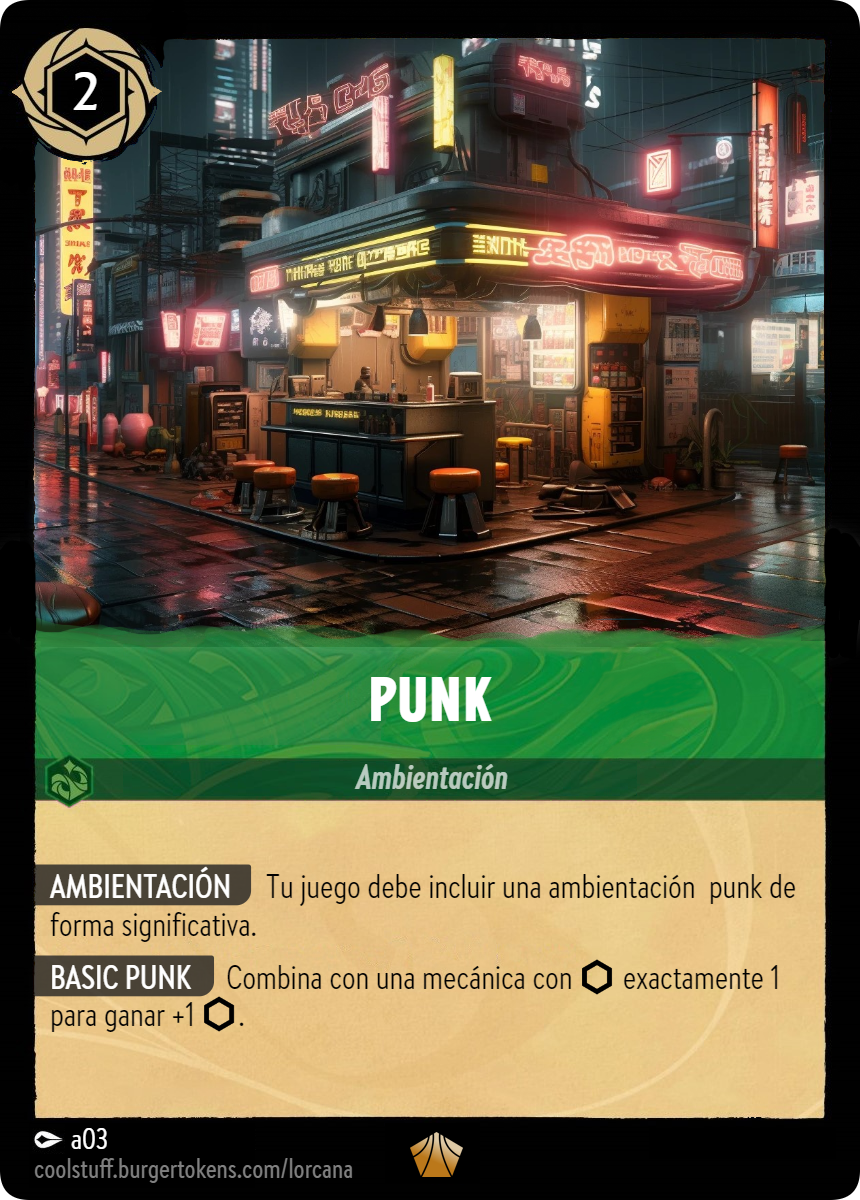 2
PUNK
Ambientación
AMBIENTACIÓN Tu juego debe incluir una ambientación punk de
forma significativa.
BASIC PUNK Combina con una mecánica con exactamente 1
para ganar +1 .
a03
coolstuff.burgertokens.com/lorcana